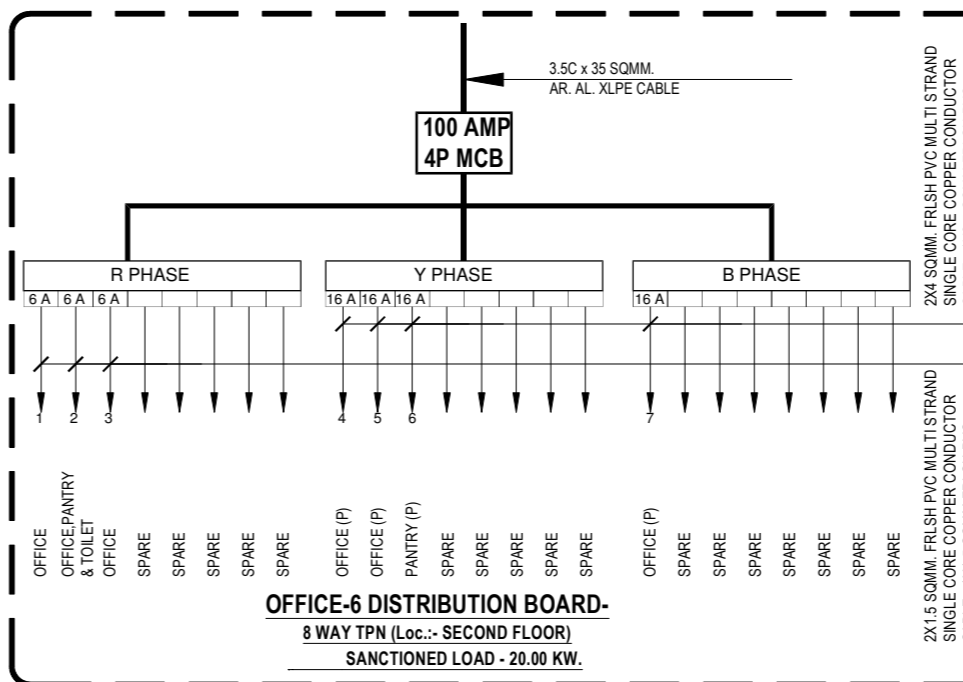 3.5C x 35 SQMM.
AR. AL. XLPE CABLE
100 AMP
4P MCB
R PHASE
Y PHASE
B PHASE
6 A 6 A 6 A
16 A 16 A 16 A
16 A
1 2 3
4 5 6
7
OFFICE
OFFICE,PANTRY
& TOILET
OFFICE
SPARE
SPARE
SPARE
SPARE
SPARE
OFFICE (P)
OFFICE (P)
PANTRY (P)
SPARE
SPARE
SPARE
SPARE
SPARE
OFFICE (P)
SPARE
SPARE
SPARE
SPARE
SPARE
SPARE
SPARE
2X4 SQMM. FRLSH PVC MULTI STRAND
SINGLE CORE COPPER CONDUCTOR
2X1.5 SQMM. FRLSH PVC MULTI STRAND
SINGLE CORE COPPER CONDUCTOR
OFFICE-6 DISTRIBUTION BOARD-
8 WAY TPN (Loc.:- SECOND FLOOR)
SANCTIONED LOAD - 20.00 KW.